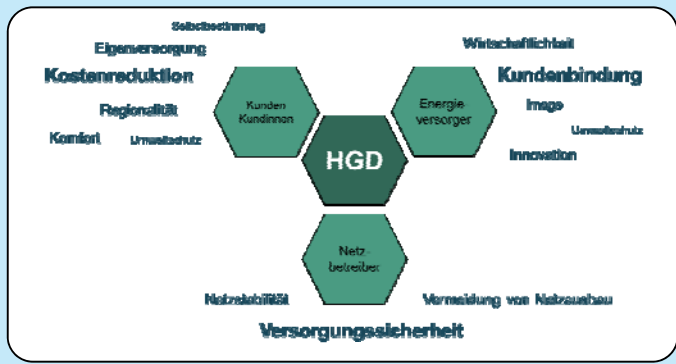 Selbstbestimmung
Eigenversorgung
Kostenreduktion
Regionalität
Komfort
Umweltschutz
Kunden
Kundinnen
HGD
Energie-
versorger
Wirtschaftlichkeit
Kundenbindung
Image
Umweltschutz
Innovation
Netz-
betreiber
Netzstabilität
Vermeidung von Netzausbau
Versorgungssicherheit